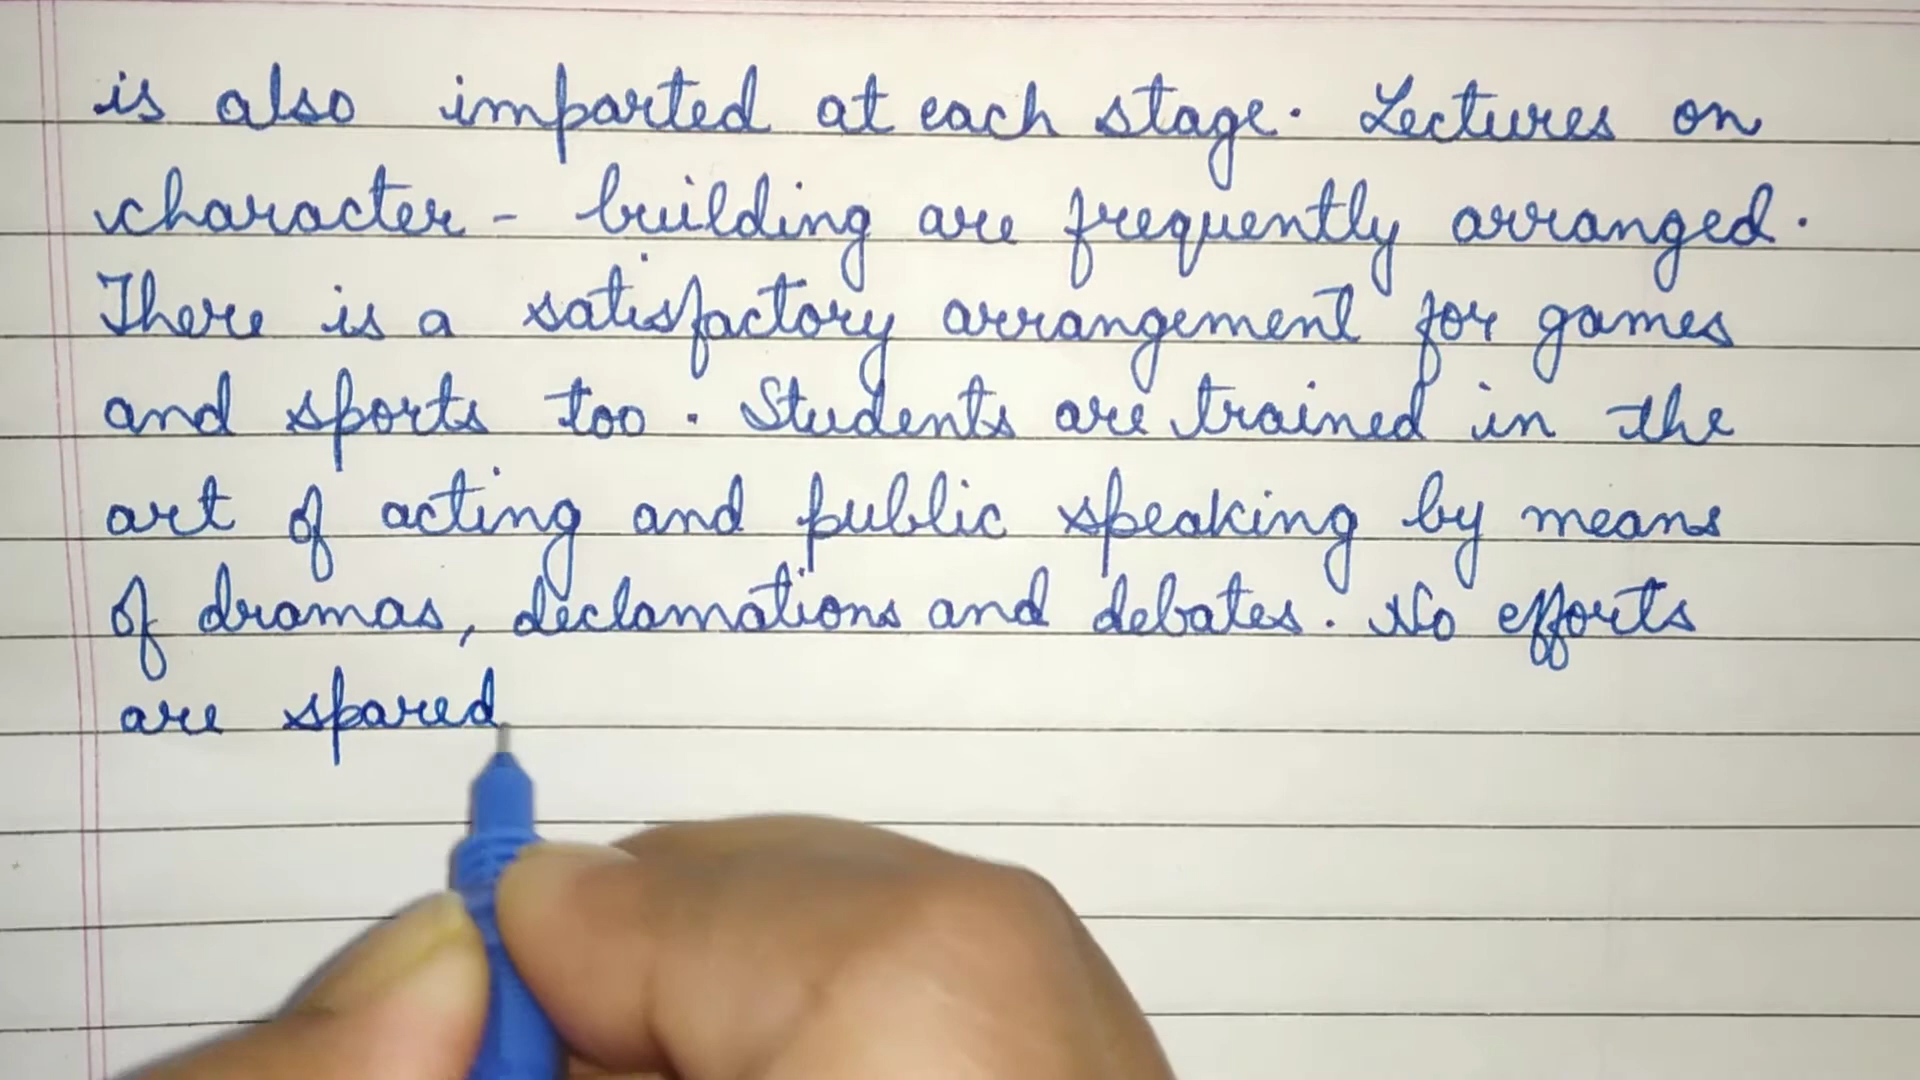 is also imparted at each stage. Lectures on
character - building are frequently arranged.
There is a satisfactory arrangement for games
and sports too. Students are trained in the
art of acting and public speaking by means
of dramas, declamations and debates. No efforts
are spared